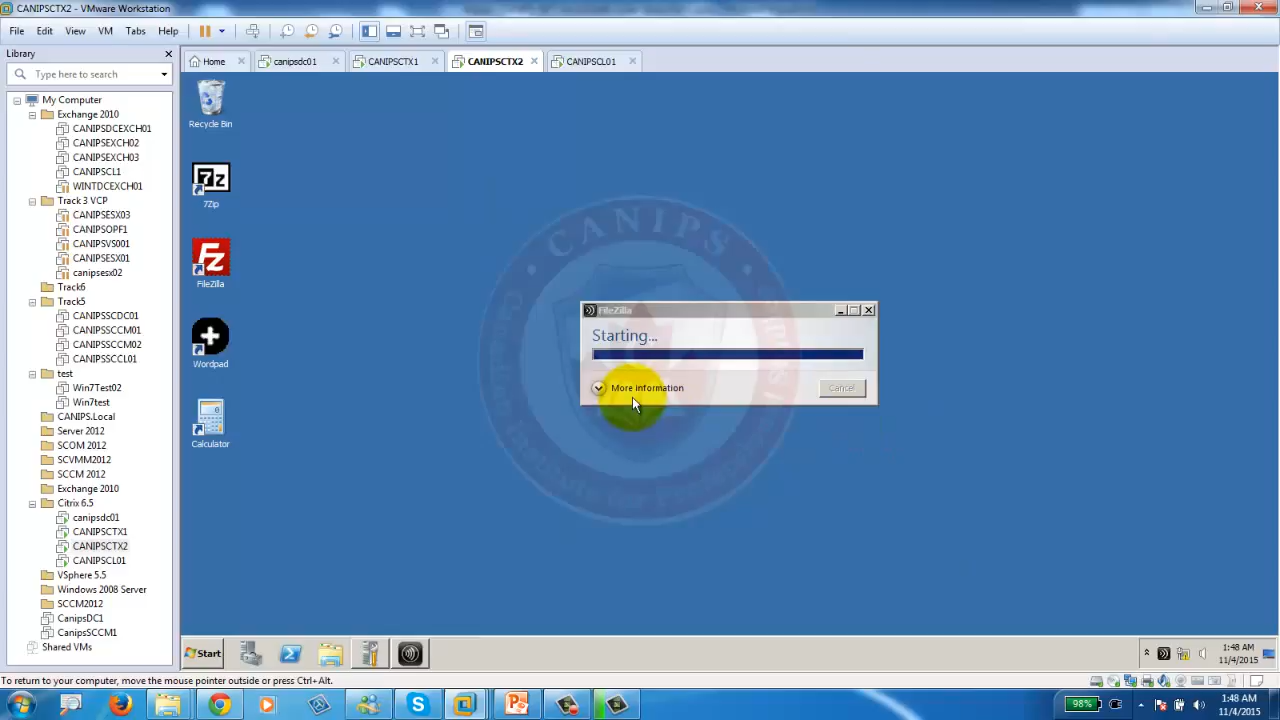 CANIPSCTX2 - VMware Workstation
File Edit View VM Tabs Help
Library
Type here to search
My Computer
Exchange 2010
CANIPSDCEXCH01
CANIPSEXCH02
CANIPSEXCH03
CANIPSCL1
WINTDCEXCH01
Track 3 VCP
CANIPSESX03
CANIPSOPF1
CANIPSVS001
CANIPSESX01
canipsesx02
Track6
Track5
CANIPSSCDC01
CANIPSSCCM01
CANIPSSCCM02
CANIPSSCCL01
test
Win7Test02
Win7test
CANIPS.Local
Server 2012
SCOM 2012
SCVMM2012
SCCM 2012
Exchange 2010
Citrix 6.5
canipsdc01
CANIPSCTX1
CANIPSCTX2
CANIPSCL01
VSphere 5.5
Windows 2008 Server
SCCM2012
CanipsDC1
CanipsSCCM1
Shared VMs
Home canipsdc01 CANIPSCTX1 CANIPSCTX2 CANIPSCL01
Recycle Bin
7z
7Zip
Fz
FileZilla
Wordpad
Calculator
CANIPS
FileZilla
Starting...
More information
Cancel
Start
1:48 AM
11/4/2015
To return to your computer, move the mouse pointer outside or press Ctrl+Alt.
98%
1:48 AM
11/4/2015